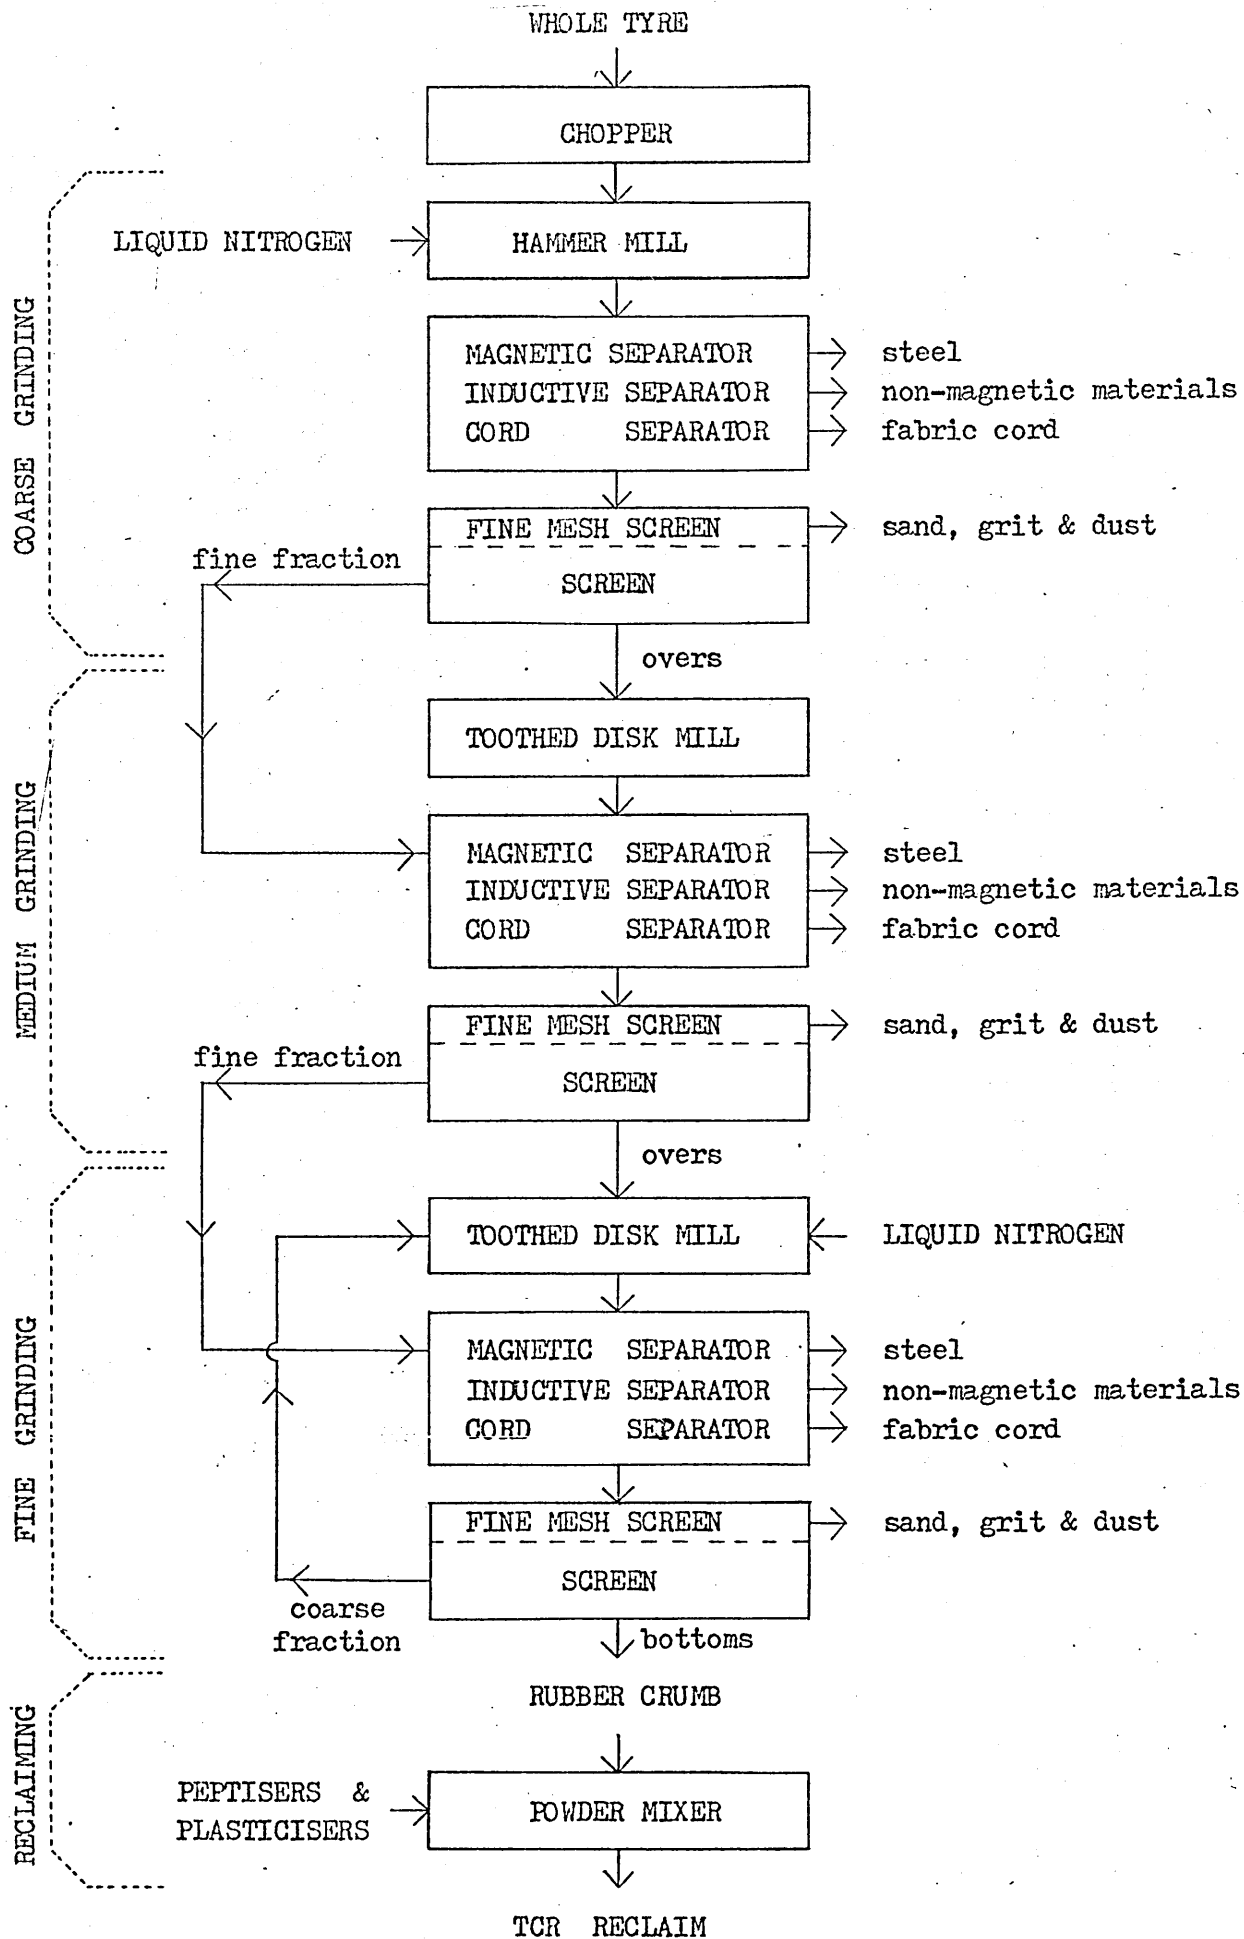 WHOLE TYRE
CHOPPER
LIQUID NITROGEN
HAMMER MILL
COARSE GRINDING
MAGNETIC SEPARATOR
steel
INDUCTIVE SEPARATOR
non-magnetic materials
CORD SEPARATOR
fabric cord
FINE MESH SCREEN
sand, grit & dust
fine fraction
SCREEN
overs
MEDIUM GRINDING
TOOTHED DISK MILL
MAGNETIC SEPARATOR
steel
INDUCTIVE SEPARATOR
non-magnetic materials
CORD SEPARATOR
fabric cord
FINE MESH SCREEN
sand, grit & dust
fine fraction
SCREEN
overs
FINE GRINDING
TOOTHED DISK MILL
LIQUID NITROGEN
MAGNETIC SEPARATOR
steel
INDUCTIVE SEPARATOR
non-magnetic materials
CORD SEPARATOR
fabric cord
FINE MESH SCREEN
sand, grit & dust
SCREEN
coarse
fraction
bottoms
RUBBER CRUMB
RECLAIMING
PEPTISERS &
PLASTICISERS
POWDER MIXER
TCR RECLAIM